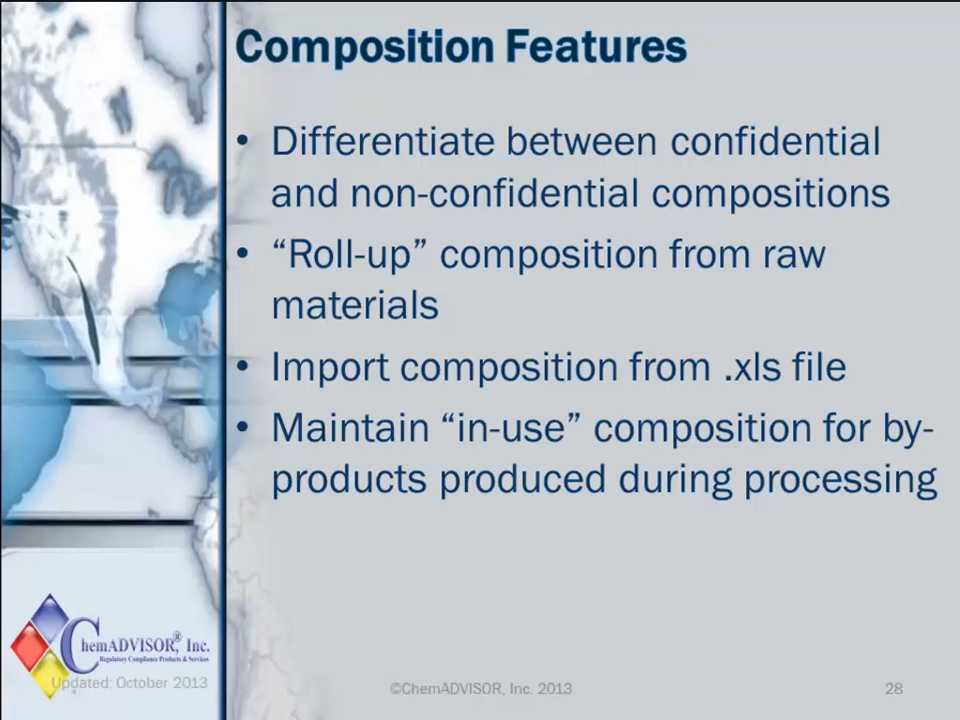 Composition Features
• Differentiate between confidential
and non-confidential compositions
• “Roll-up” composition from raw
materials
• Import composition from .xls file
• Maintain “in-use” composition for by-
products produced during processing
ChemADVISOR,® Inc.
Regulatory Compliance Products & Services
Updated: October 2013
©ChemADVISOR, Inc. 2013
28